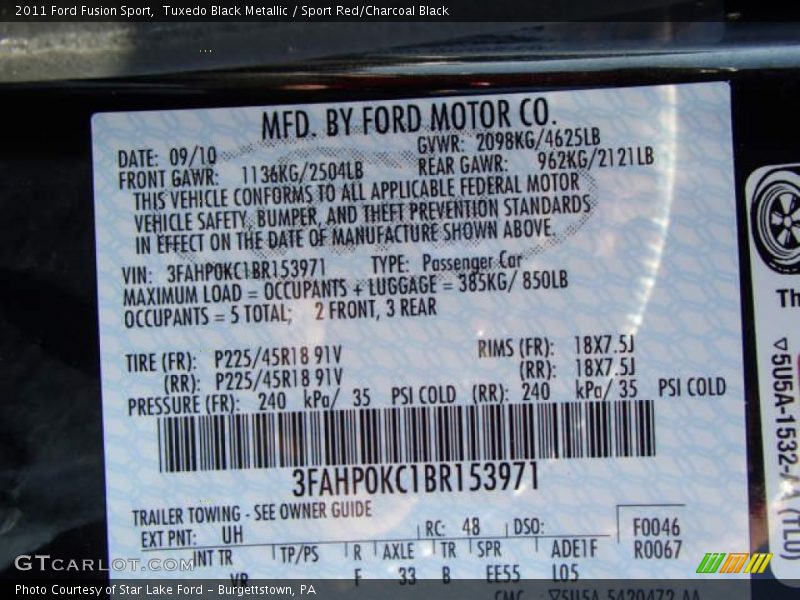 2011 Ford Fusion Sport, Tuxedo Black Metallic / Sport Red/Charcoal Black
MFD. BY FORD MOTOR CO.
DATE: 09/10 GVWR: 2098KG/4625LB
FRONT GAWR: 1136KG/2504LB REAR GAWR: 962KG/2121LB
THIS VEHICLE CONFORMS TO ALL APPLICABLE FEDERAL MOTOR
VEHICLE SAFETY, BUMPER, AND THEFT PREVENTION STANDARDS
IN EFFECT ON THE DATE OF MANUFACTURE SHOWN ABOVE.
VIN: 3FAHP0KC1BR153971 TYPE: Passenger Car
MAXIMUM LOAD = OCCUPANTS + LUGGAGE = 385KG/ 850LB
OCCUPANTS = 5 TOTAL; 2 FRONT, 3 REAR
TIRE (FR): P225/45R18 91V RIMS (FR): 18X7.5J
(RR): P225/45R18 91V (RR): 18X7.5J
PRESSURE (FR): 240 kPa/ 35 PSI COLD (RR): 240 kPa/ 35 PSI COLD
3FAHP0KC1BR153971
TRAILER TOWING - SEE OWNER GUIDE
EXT PNT: UH RC: 48 DSO: F0046
INT TR TP/PS R AXLE TR SPR ADE1F R0067
VR F 33 B EE55 L05
Th
5U5A-1532-
(TL0)
GTCARLOT.COM
Photo Courtesy of Star Lake Ford - Burgettstown, PA